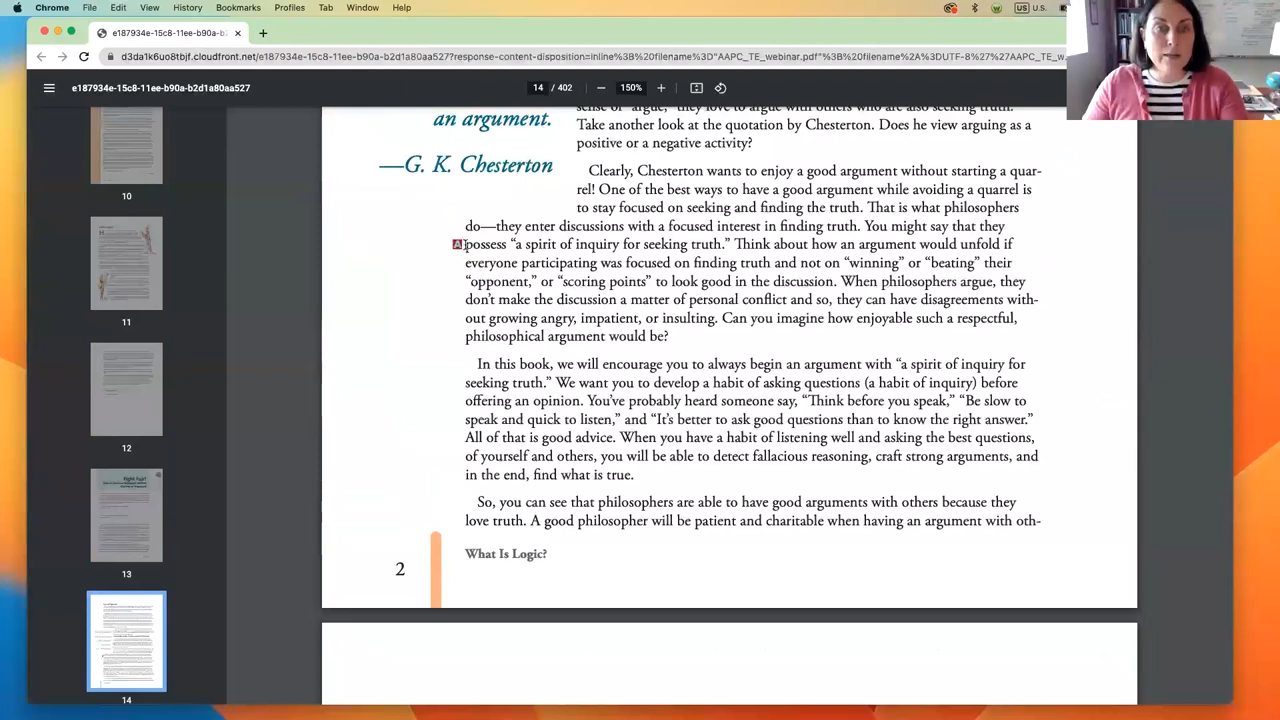 Chrome File Edit View History Bookmarks Profiles Tab Window Help
US U.S.
e187934e-15c8-11ee-b90a-b2d1a
d3da1k6uo8tbjf.cloudfront.net/e187934e-15c8-11ee-b90a-b2d1a80aa527?response-content-disposition=inline%3B%20filename%3D"AAPC_TE_webinar.pdf"%3B%20filename%2A%3DUTF-8%27%27AAPC_TE_w...
e187934e-15c8-11ee-b90a-b2d1a80aa527
14 / 402
150%
10
11
12
13
14
an argument.
—G. K. Chesterton
sense of "argue," they love to argue with others who are also seeking truth.
Take another look at the quotation by Chesterton. Does he view arguing as a
positive or a negative activity?
Clearly, Chesterton wants to enjoy a good argument without starting a quar-
rel! One of the best ways to have a good argument while avoiding a quarrel is
to stay focused on seeking and finding the truth. That is what philosophers
do—they enter discussions with a focused interest in finding truth. You might say that they
A possess “a spirit of inquiry for seeking truth.” Think about how an argument would unfold if
everyone participating was focused on finding truth and not on “winning” or “beating” their
“opponent,” or “scoring points” to look good in the discussion. When philosophers argue, they
don’t make the discussion a matter of personal conflict and so, they can have disagreements with-
out growing angry, impatient, or insulting. Can you imagine how enjoyable such a respectful,
philosophical argument would be?
In this book, we will encourage you to always begin an argument with “a spirit of inquiry for
seeking truth.” We want you to develop a habit of asking questions (a habit of inquiry) before
offering an opinion. You’ve probably heard someone say, “Think before you speak,” “Be slow to
speak and quick to listen,” and “It’s better to ask good questions than to know the right answer.”
All of that is good advice. When you have a habit of listening well and asking the best questions,
of yourself and others, you will be able to detect fallacious reasoning, craft strong arguments, and
in the end, find what is true.
So, you can see that philosophers are able to have good arguments with others because they
love truth. A good philosopher will be patient and charitable when having an argument with oth-
What Is Logic?
2